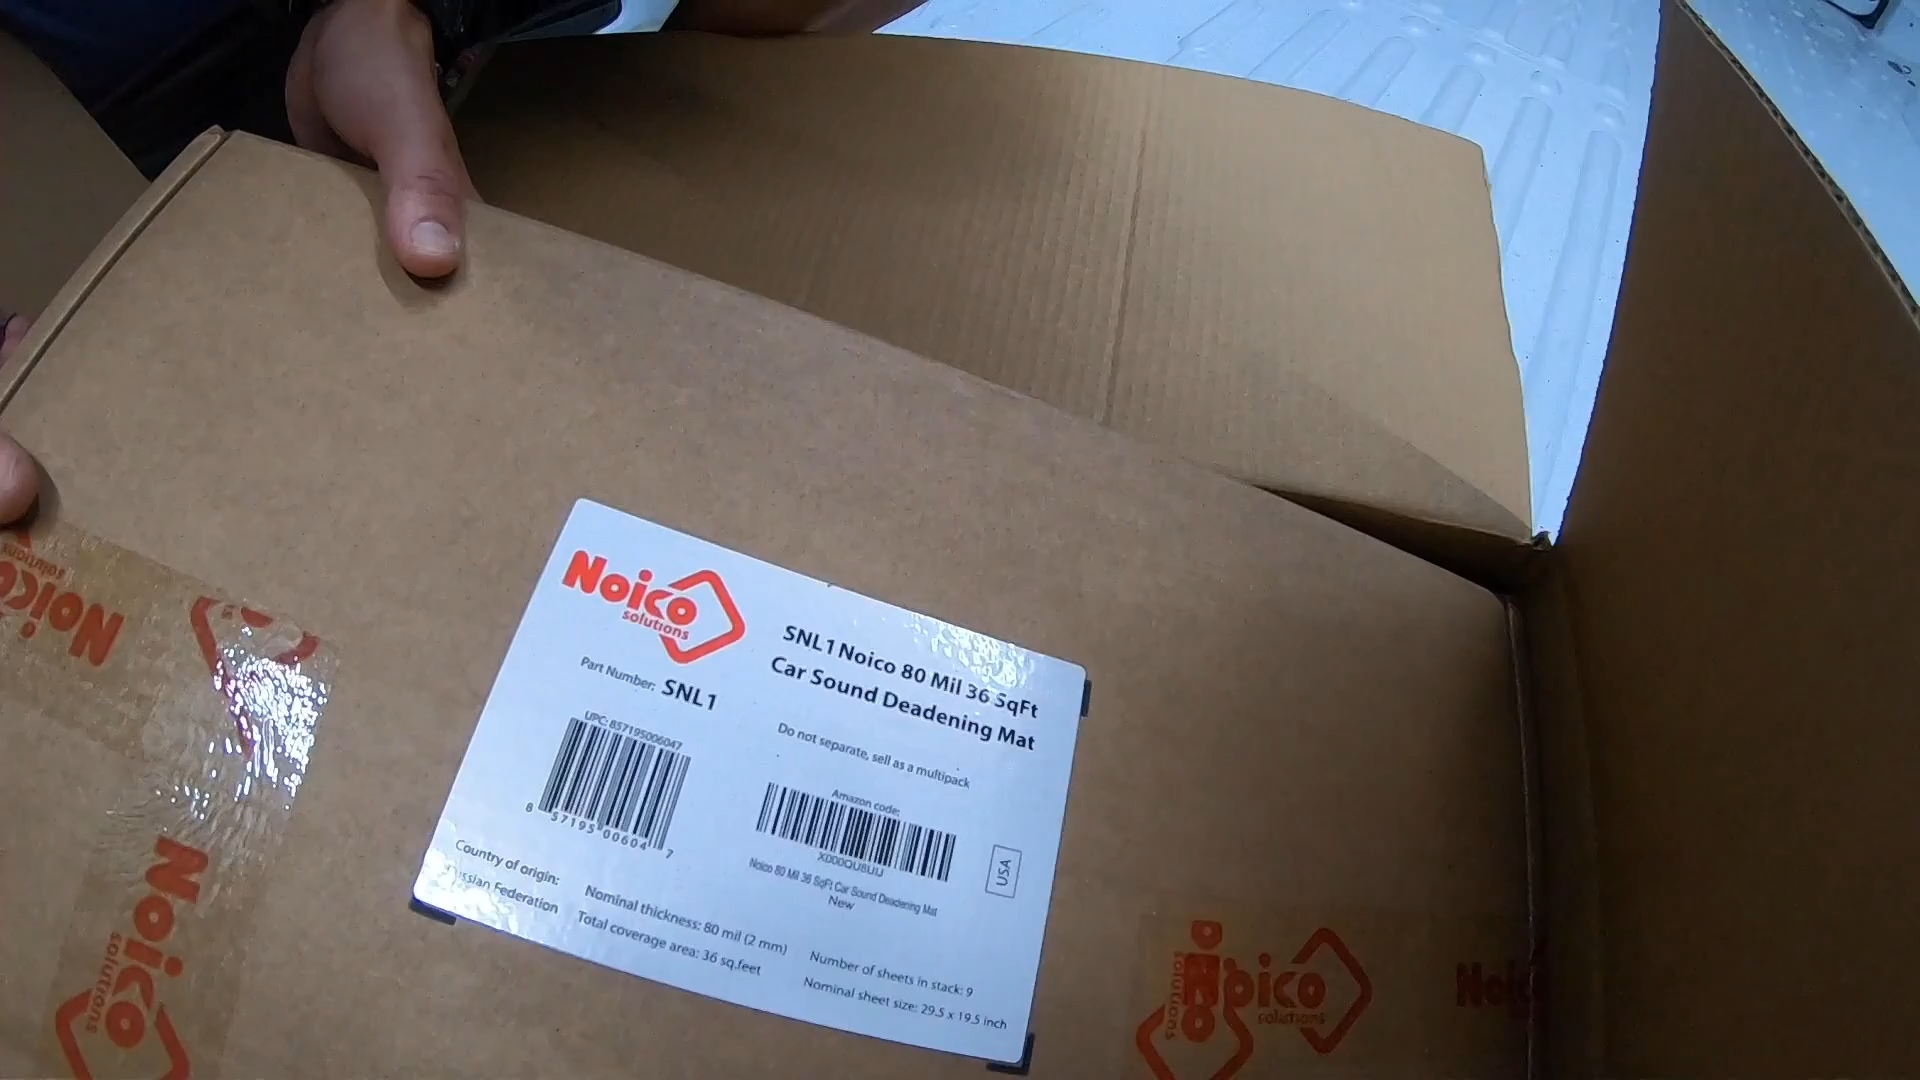 Noico
solutions
SNL1 Noico 80 Mil 36 SqFt
Car Sound Deadening Mat
Part Number: SNL1
Do not separate, sell as a multipack
UPC: 857195006047
8 57195 00604 7
Amazon code:
X000QU8UIJ
Noico 80 Mil 36 SqFt Car Sound Deadening Mat
New
USA
Country of origin:
Federation
Nominal thickness: 80 mil (2 mm)
Total coverage area: 36 sq.feet
Number of sheets in stack: 9
Nominal sheet size: 29.5 x 19.5 inch
Noico
solutions
Noico
solutions
solutions
solutions